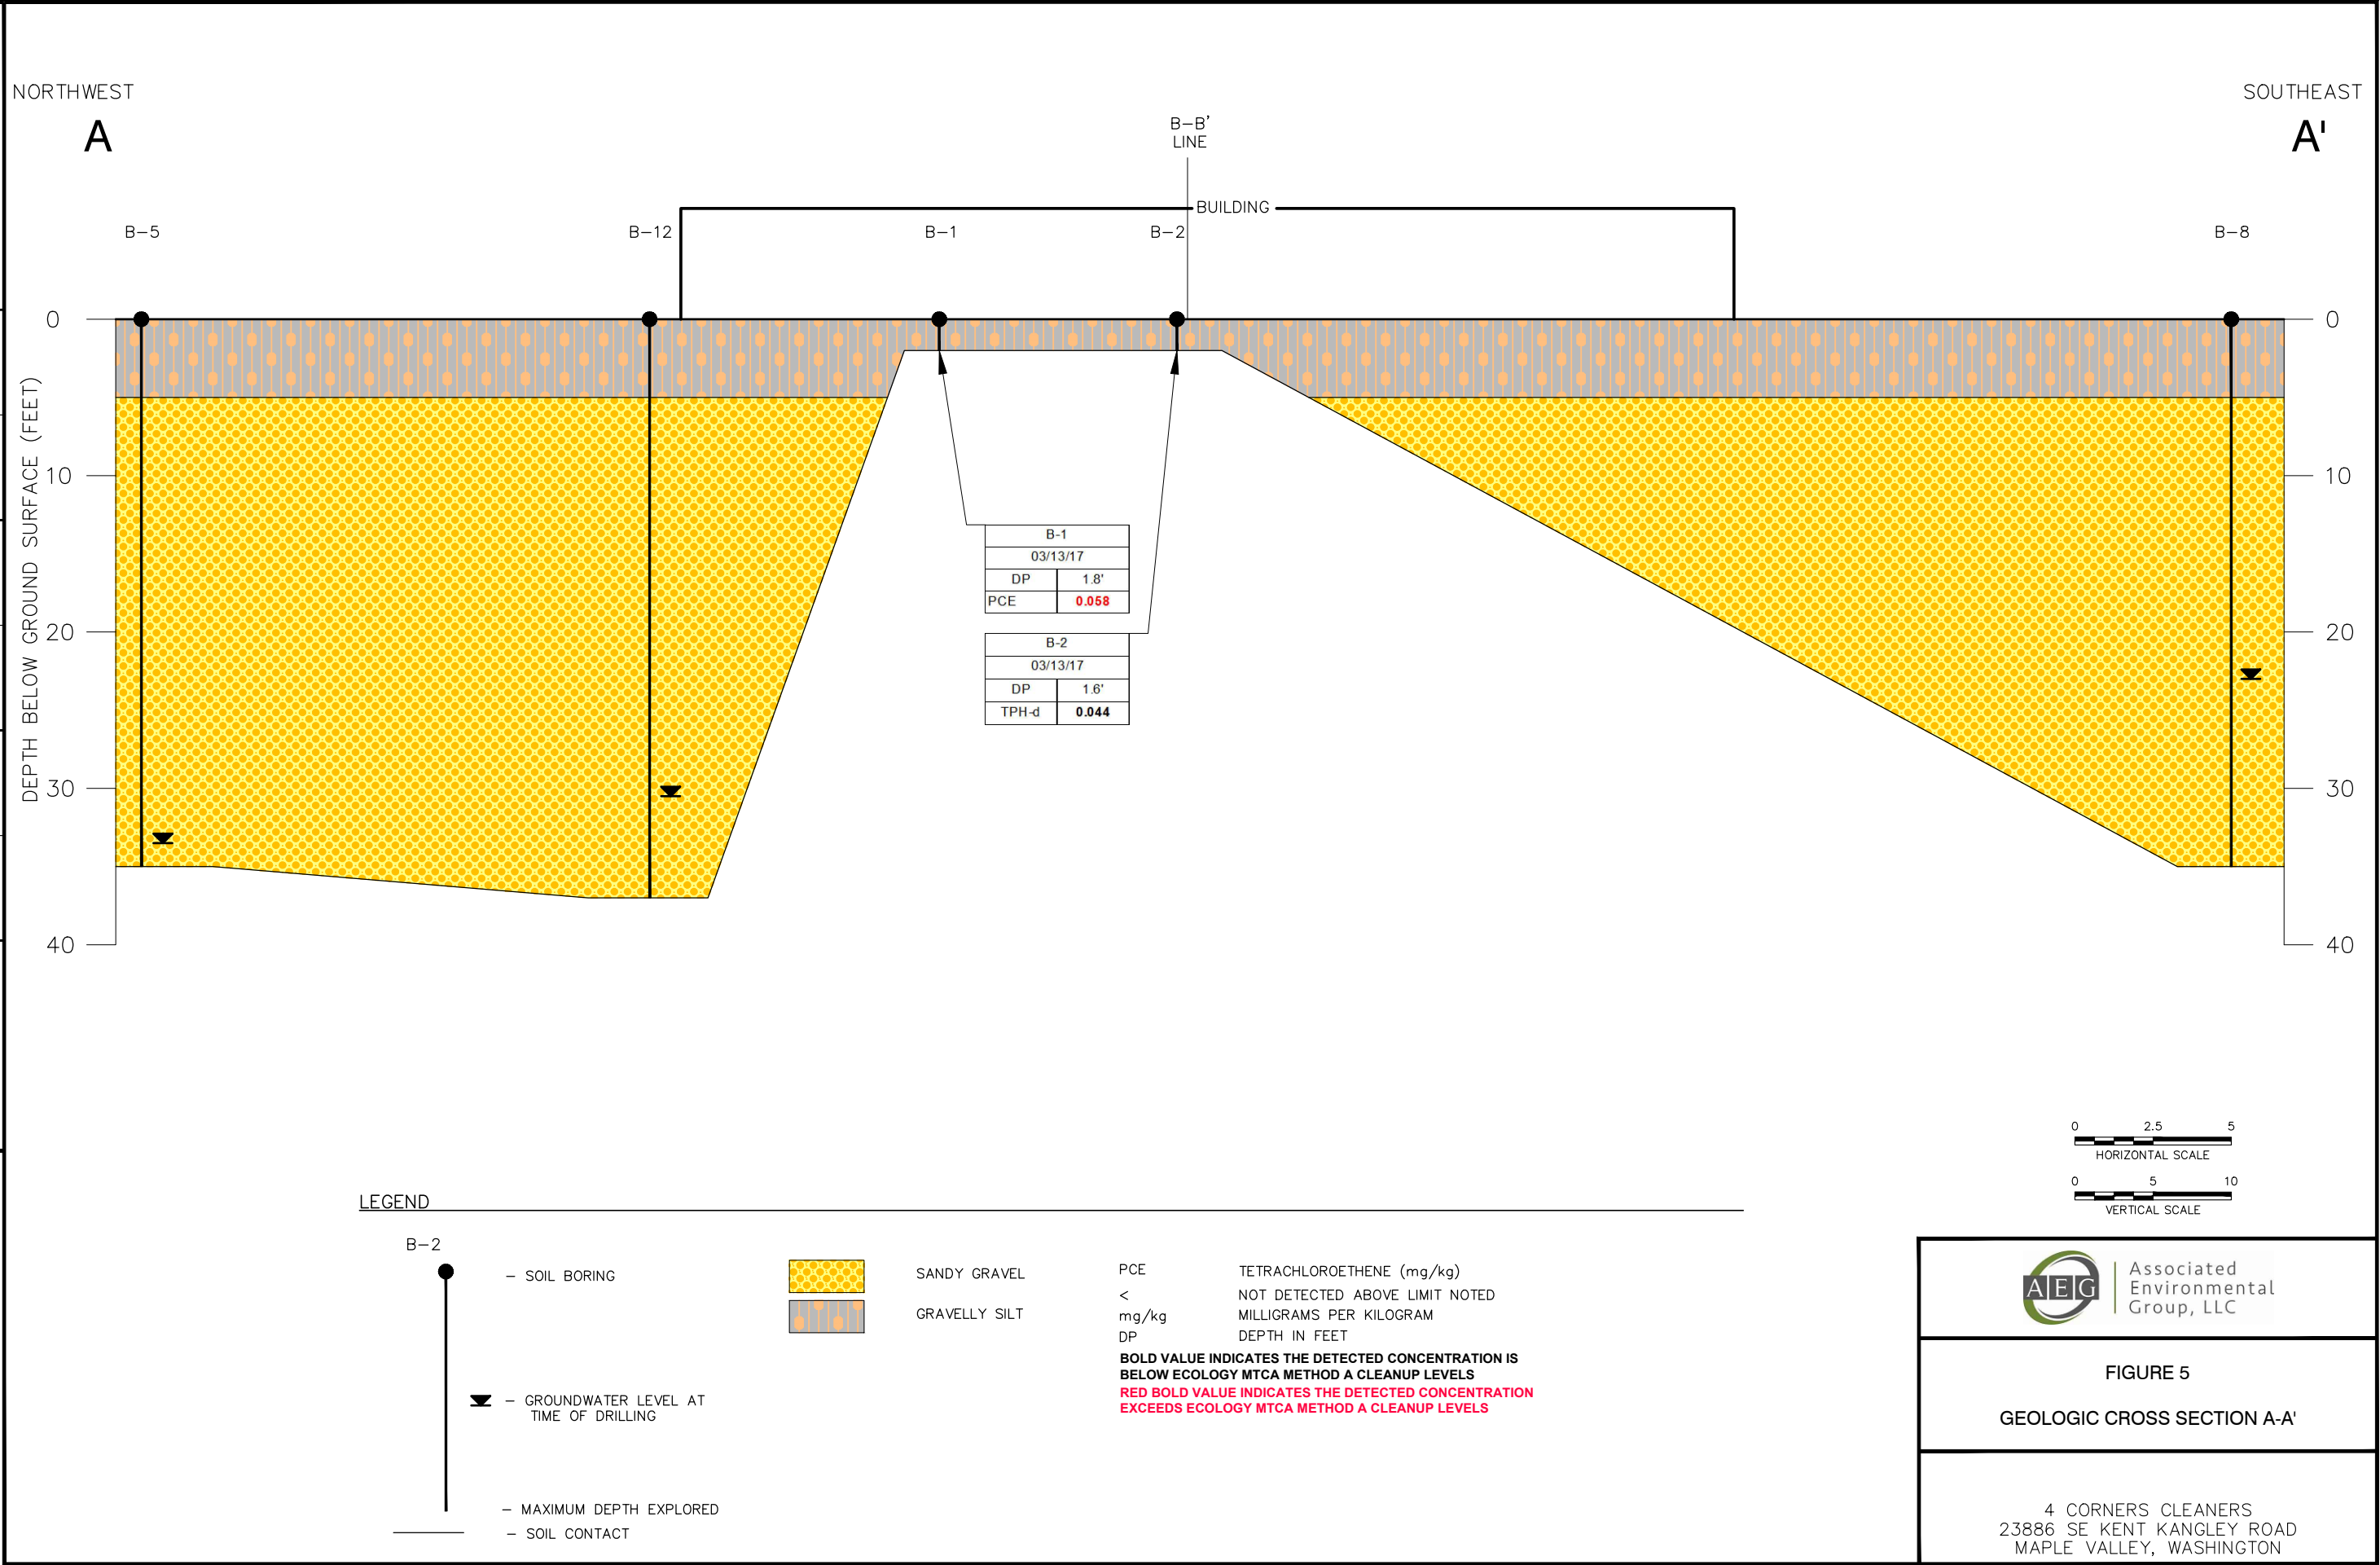 NORTHWEST
A
SOUTHEAST
A'
B-B'
LINE
BUILDING
B-5
B-12
B-1
B-2
B-8
DEPTH BELOW GROUND SURFACE (FEET)
0
10
20
30
40
0
10
20
30
40
B-1
03/13/17
DP 1.8'
PCE 0.058
B-2
03/13/17
DP 1.6'
TPH-d 0.044
0 2.5 5
HORIZONTAL SCALE
0 5 10
VERTICAL SCALE
LEGEND
B-2
- SOIL BORING
- GROUNDWATER LEVEL AT
TIME OF DRILLING
- MAXIMUM DEPTH EXPLORED
- SOIL CONTACT
SANDY GRAVEL
GRAVELLY SILT
PCE TETRACHLOROETHENE (mg/kg)
< NOT DETECTED ABOVE LIMIT NOTED
mg/kg MILLIGRAMS PER KILOGRAM
DP DEPTH IN FEET
BOLD VALUE INDICATES THE DETECTED CONCENTRATION IS
BELOW ECOLOGY MTCA METHOD A CLEANUP LEVELS
RED BOLD VALUE INDICATES THE DETECTED CONCENTRATION
EXCEEDS ECOLOGY MTCA METHOD A CLEANUP LEVELS
AEG
Associated
Environmental
Group, LLC
FIGURE 5
GEOLOGIC CROSS SECTION A-A'
4 CORNERS CLEANERS
23886 SE KENT KANGLEY ROAD
MAPLE VALLEY, WASHINGTON